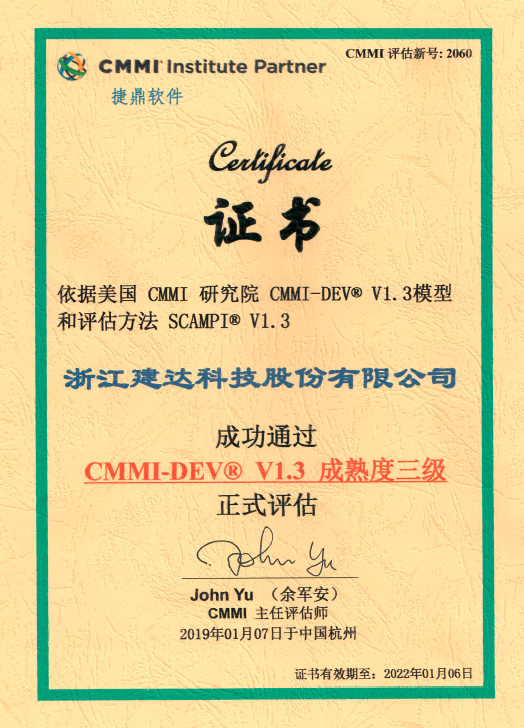 CMMI Institute Partner
CMMI 评估新号: 2060
捷鼎软件
Certificate
证书
依据美国 CMMI 研究院 CMMI-DEV® V1.3模型
和评估方法 SCAMPI® V1.3
浙江建达科技股份有限公司
成功通过
CMMI-DEV® V1.3 成熟度三级
正式评估
John Yu
John Yu （余军安）
CMMI 主任评估师
2019年01月07日于中国杭州
证书有效期至：2022年01月06日